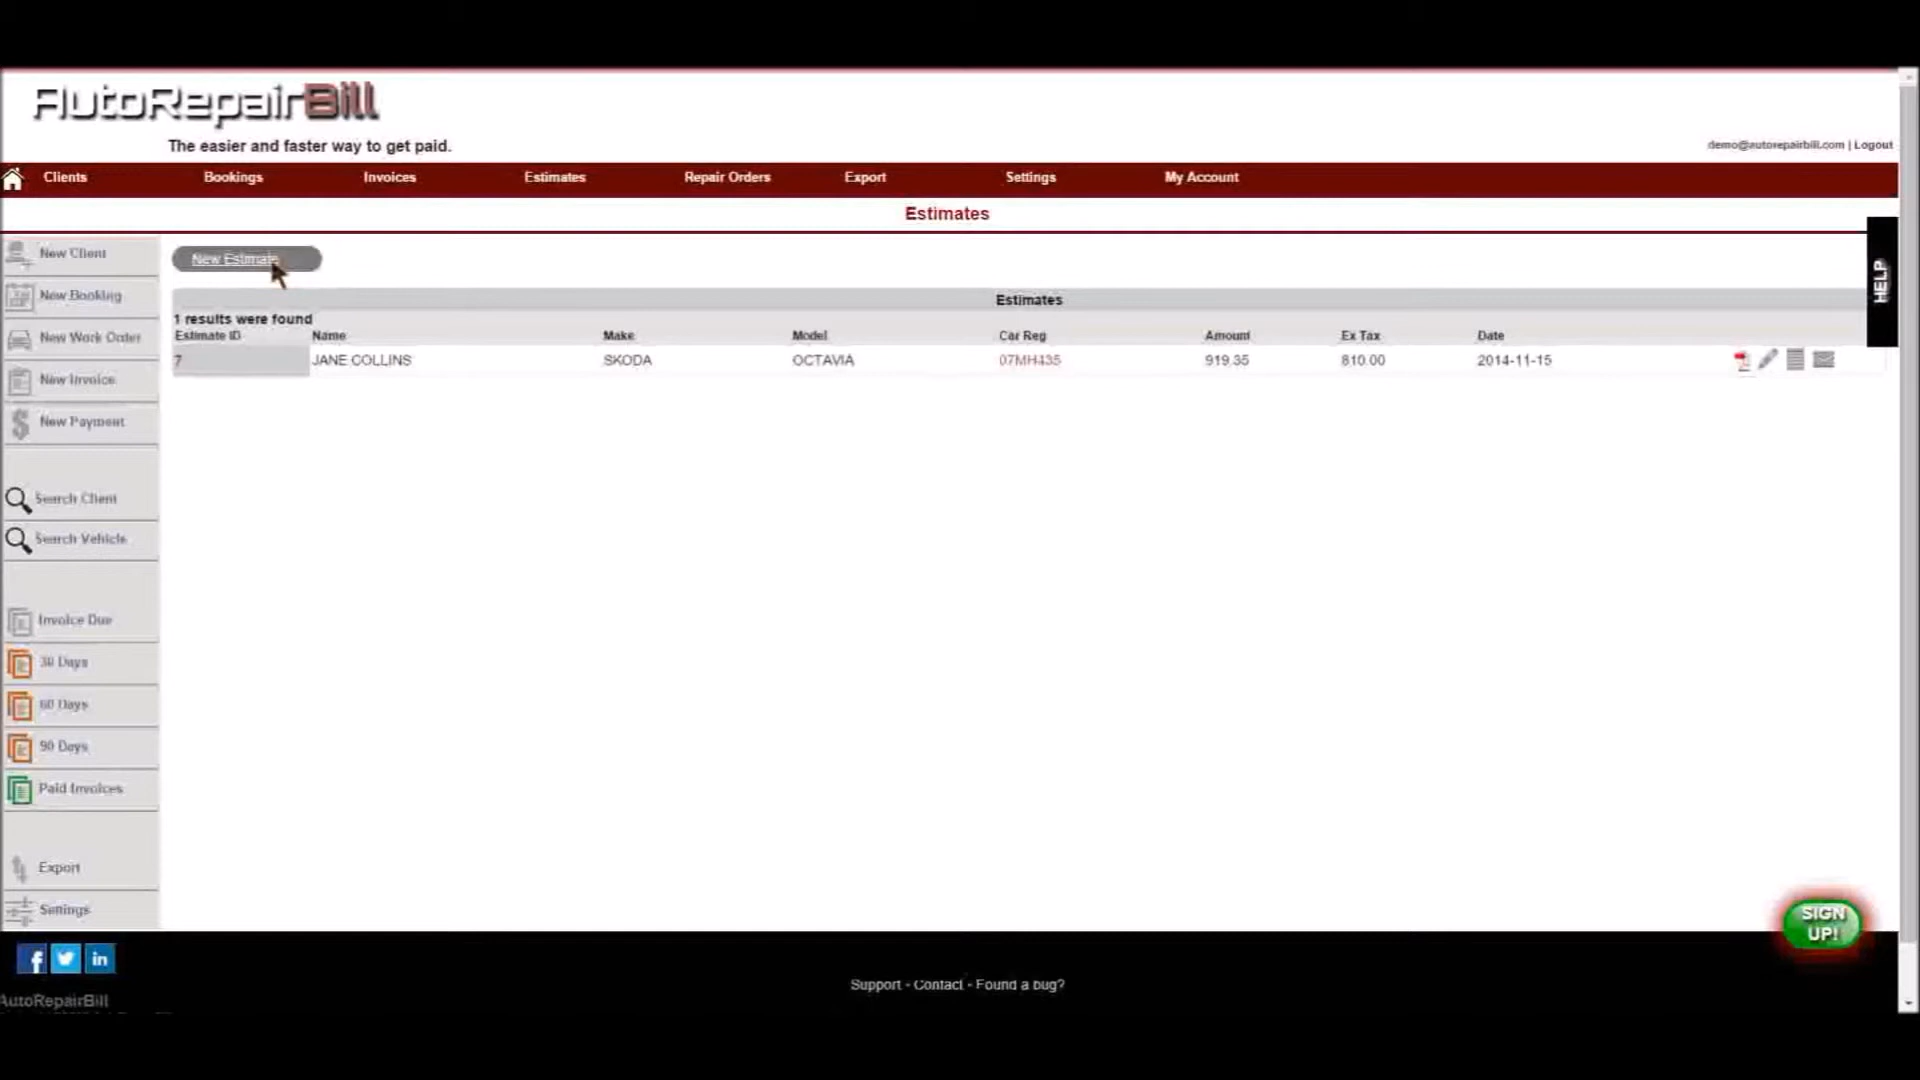 AutoRepairBill
The easier and faster way to get paid.
demo@autorepairbill.com | Logout
Clients Bookings Invoices Estimates Repair Orders Export Settings My Account
Estimates
New Client
New Booking
New Work Order
New Invoice
New Payment
Search Client
Search Vehicle
Invoice Due
30 Days
60 Days
90 Days
Paid Invoices
Export
Settings
New Estimate
Estimates
1 results were found
Estimate ID Name Make Model Car Reg Amount Ex Tax Date
7 JANE COLLINS SKODA OCTAVIA 07MH435 919.35 810.00 2014-11-15
HELP
SIGN
UP!
Support - Contact - Found a bug?
AutoRepairBill